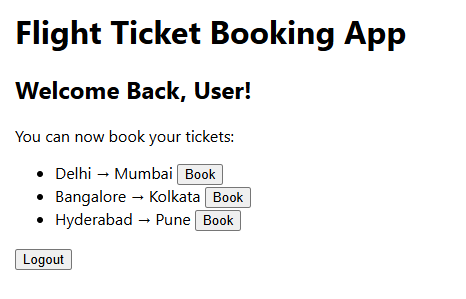 Flight Ticket Booking App
Welcome Back, User!
You can now book your tickets:
• Delhi → Mumbai Book
• Bangalore → Kolkata Book
• Hyderabad → Pune Book
Logout